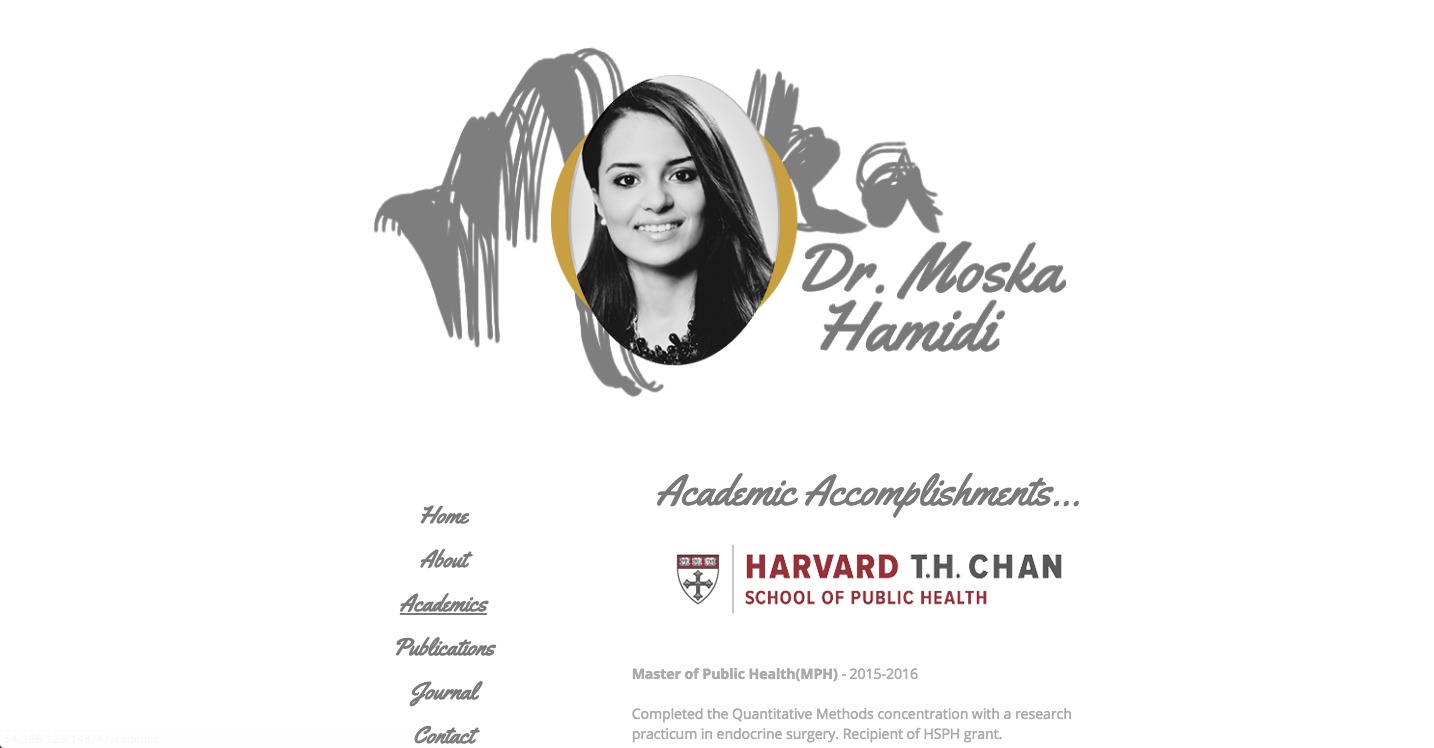 Dr. Moska
Hamidi
Academic Accomplishments...
Home
About
Academics
Publications
Journal
Contact
HARVARD T.H. CHAN
SCHOOL OF PUBLIC HEALTH
Master of Public Health(MPH) - 2015-2016
Completed the Quantitative Methods concentration with a research
practicum in endocrine surgery. Recipient of HSPH grant.